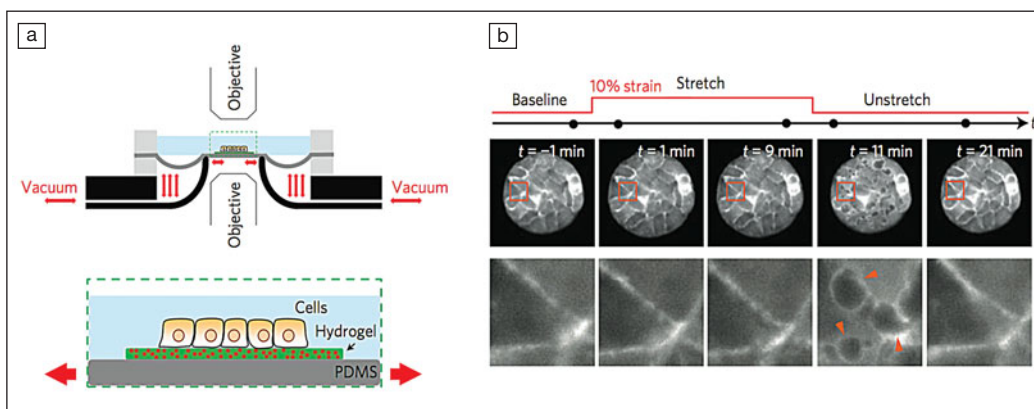 a
Objective
Vacuum
Vacuum
Objective
Cells
Hydrogel
PDMS
b
10% strain
Stretch
Baseline
Unstretch
t
t = −1 min
t = 1 min
t = 9 min
t = 11 min
t = 21 min